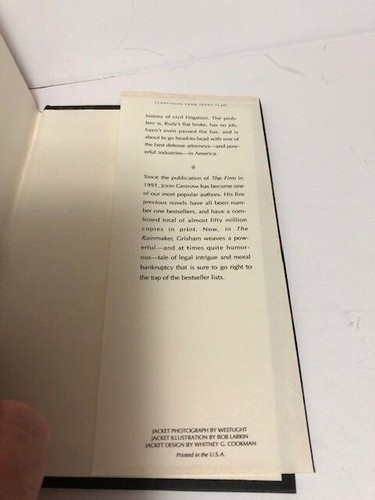 (CONTINUED FROM FRONT FLAP)
history of civil litigation. The prob-
lem is, Rudy's flat broke, has no job,
hasn't even passed the bar, and is
about to go head-to-head with one of
the best defense attorneys—and pow-
erful industries—in America.
Since the publication of The Firm in
1991, JOHN GRISHAM has become one
of our most popular authors. His five
previous novels have all been num-
ber one bestsellers, and have a com-
bined total of almost fifty million
copies in print. Now, in The
Rainmaker, Grisham weaves a pow-
erful—and at times quite humor-
ous—tale of legal intrigue and moral
bankruptcy that is sure to go right to
the top of the bestseller lists.
JACKET PHOTOGRAPH BY WESTLIGHT
JACKET ILLUSTRATION BY BOB LARKIN
JACKET DESIGN BY WHITNEY G. COOKMAN
Printed in the U.S.A.